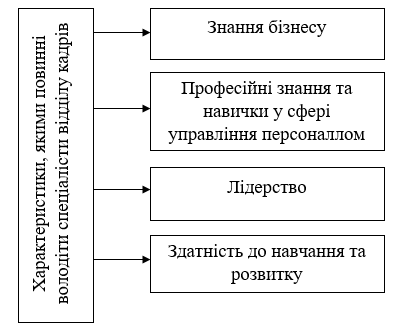 Характеристики, якими повинні
володіти спеціалісти відділу кадрів
Знання бізнесу
Професійні знання та
навички у сфері
управління персоналлом
Лідерство
Здатність до навчання та
розвитку